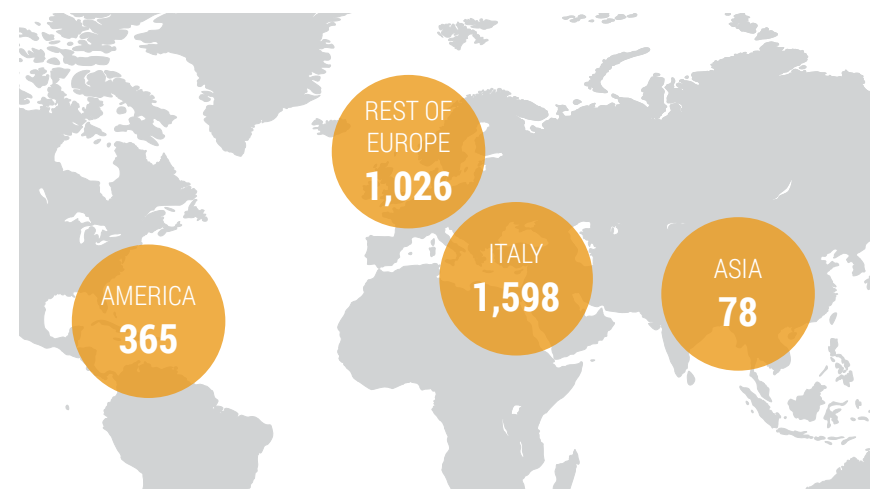 REST OF
EUROPE
1,026
ITALY
1,598
ASIA
78
AMERICA
365